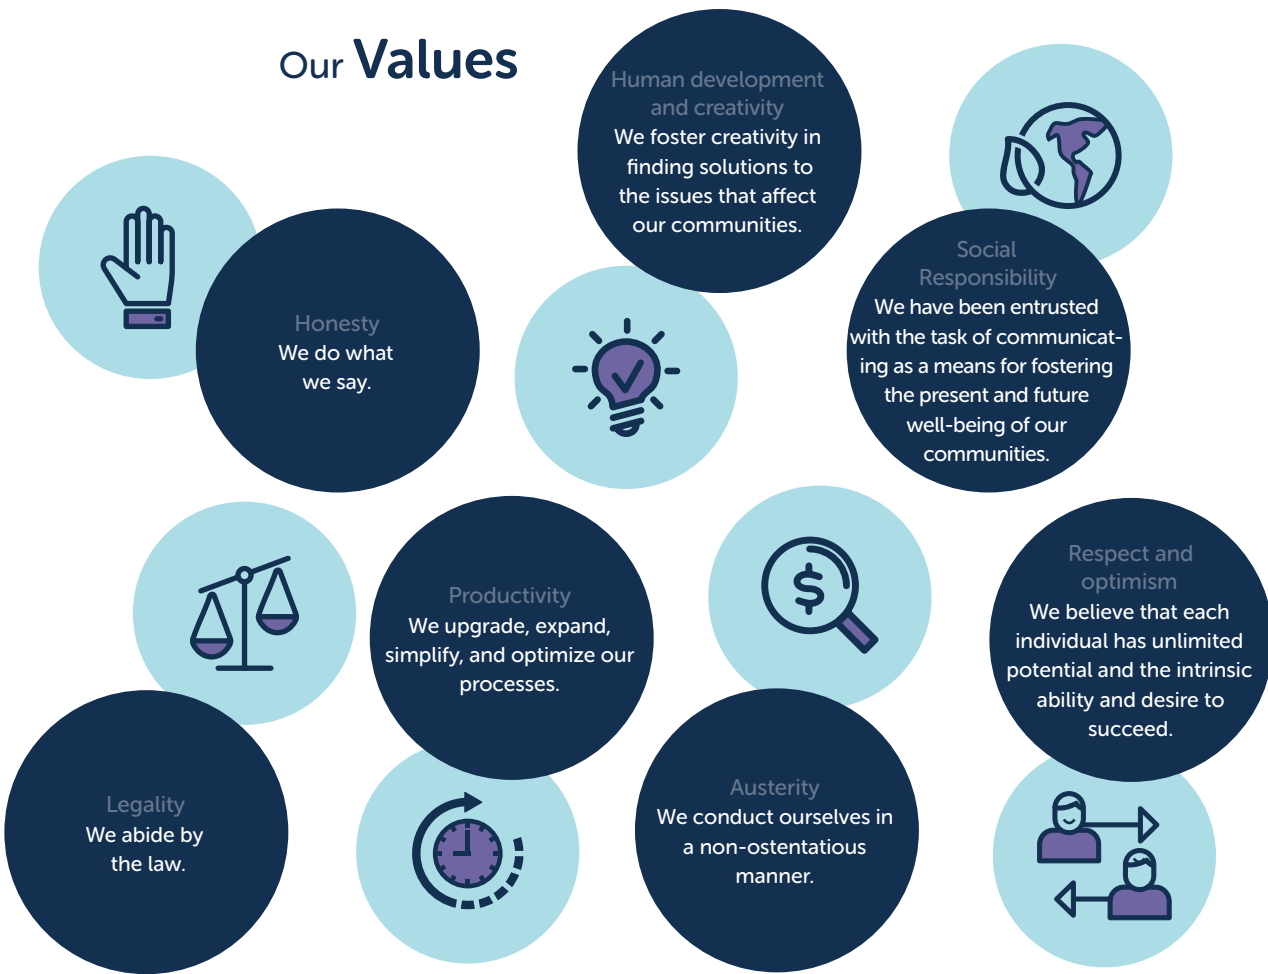 Our Values
Human development
and creativity
We foster creativity in
finding solutions to
the issues that affect
our communities.
Social
Responsibility
We have been entrusted
with the task of communicat-
ing as a means for fostering
the present and future
well-being of our
communities.
Honesty
We do what
we say.
Productivity
We upgrade, expand,
simplify, and optimize our
processes.
Respect and
optimism
We believe that each
individual has unlimited
potential and the intrinsic
ability and desire to
succeed.
Legality
We abide by
the law.
Austerity
We conduct ourselves in
a non-ostentatious
manner.
$